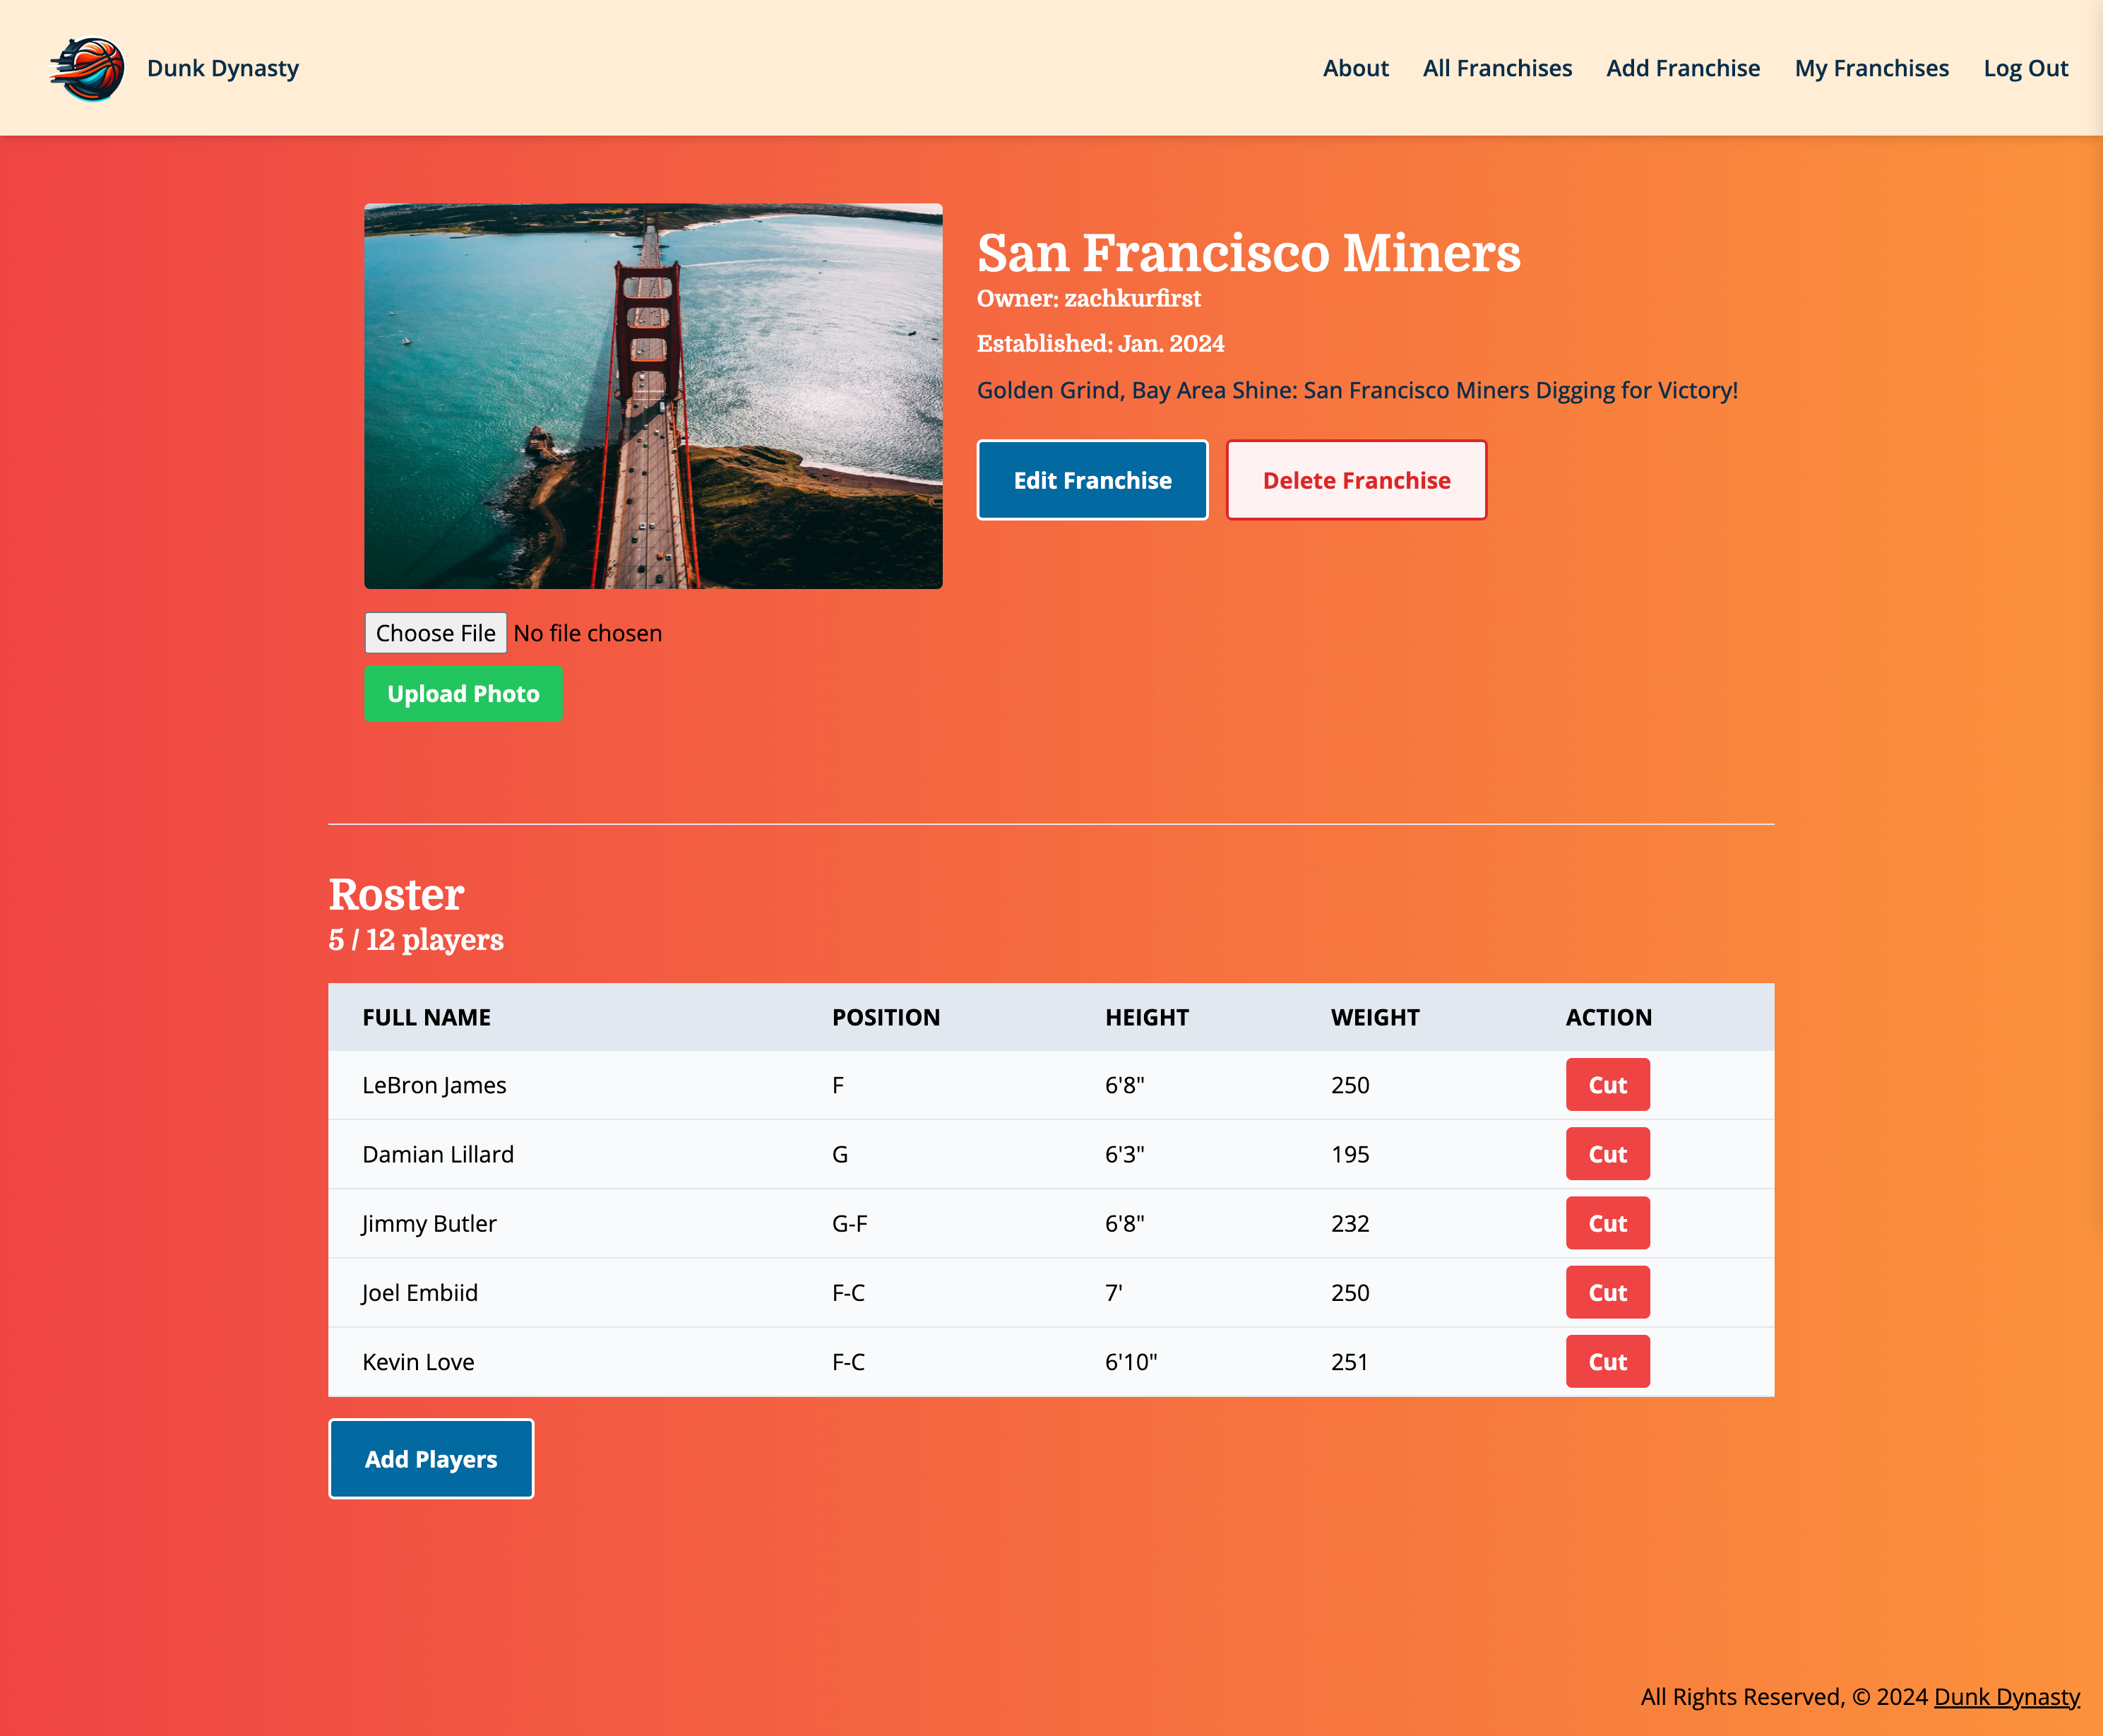 Dunk Dynasty
About All Franchises Add Franchise My Franchises Log Out
San Francisco Miners
Owner: zachkurfirst
Established: Jan. 2024
Golden Grind, Bay Area Shine: San Francisco Miners Digging for Victory!
Edit Franchise Delete Franchise
Choose File No file chosen
Upload Photo
Roster
5 / 12 players
FULL NAME POSITION HEIGHT WEIGHT ACTION
LeBron James F 6'8" 250 Cut
Damian Lillard G 6'3" 195 Cut
Jimmy Butler G-F 6'8" 232 Cut
Joel Embiid F-C 7' 250 Cut
Kevin Love F-C 6'10" 251 Cut
Add Players
All Rights Reserved, © 2024 Dunk Dynasty